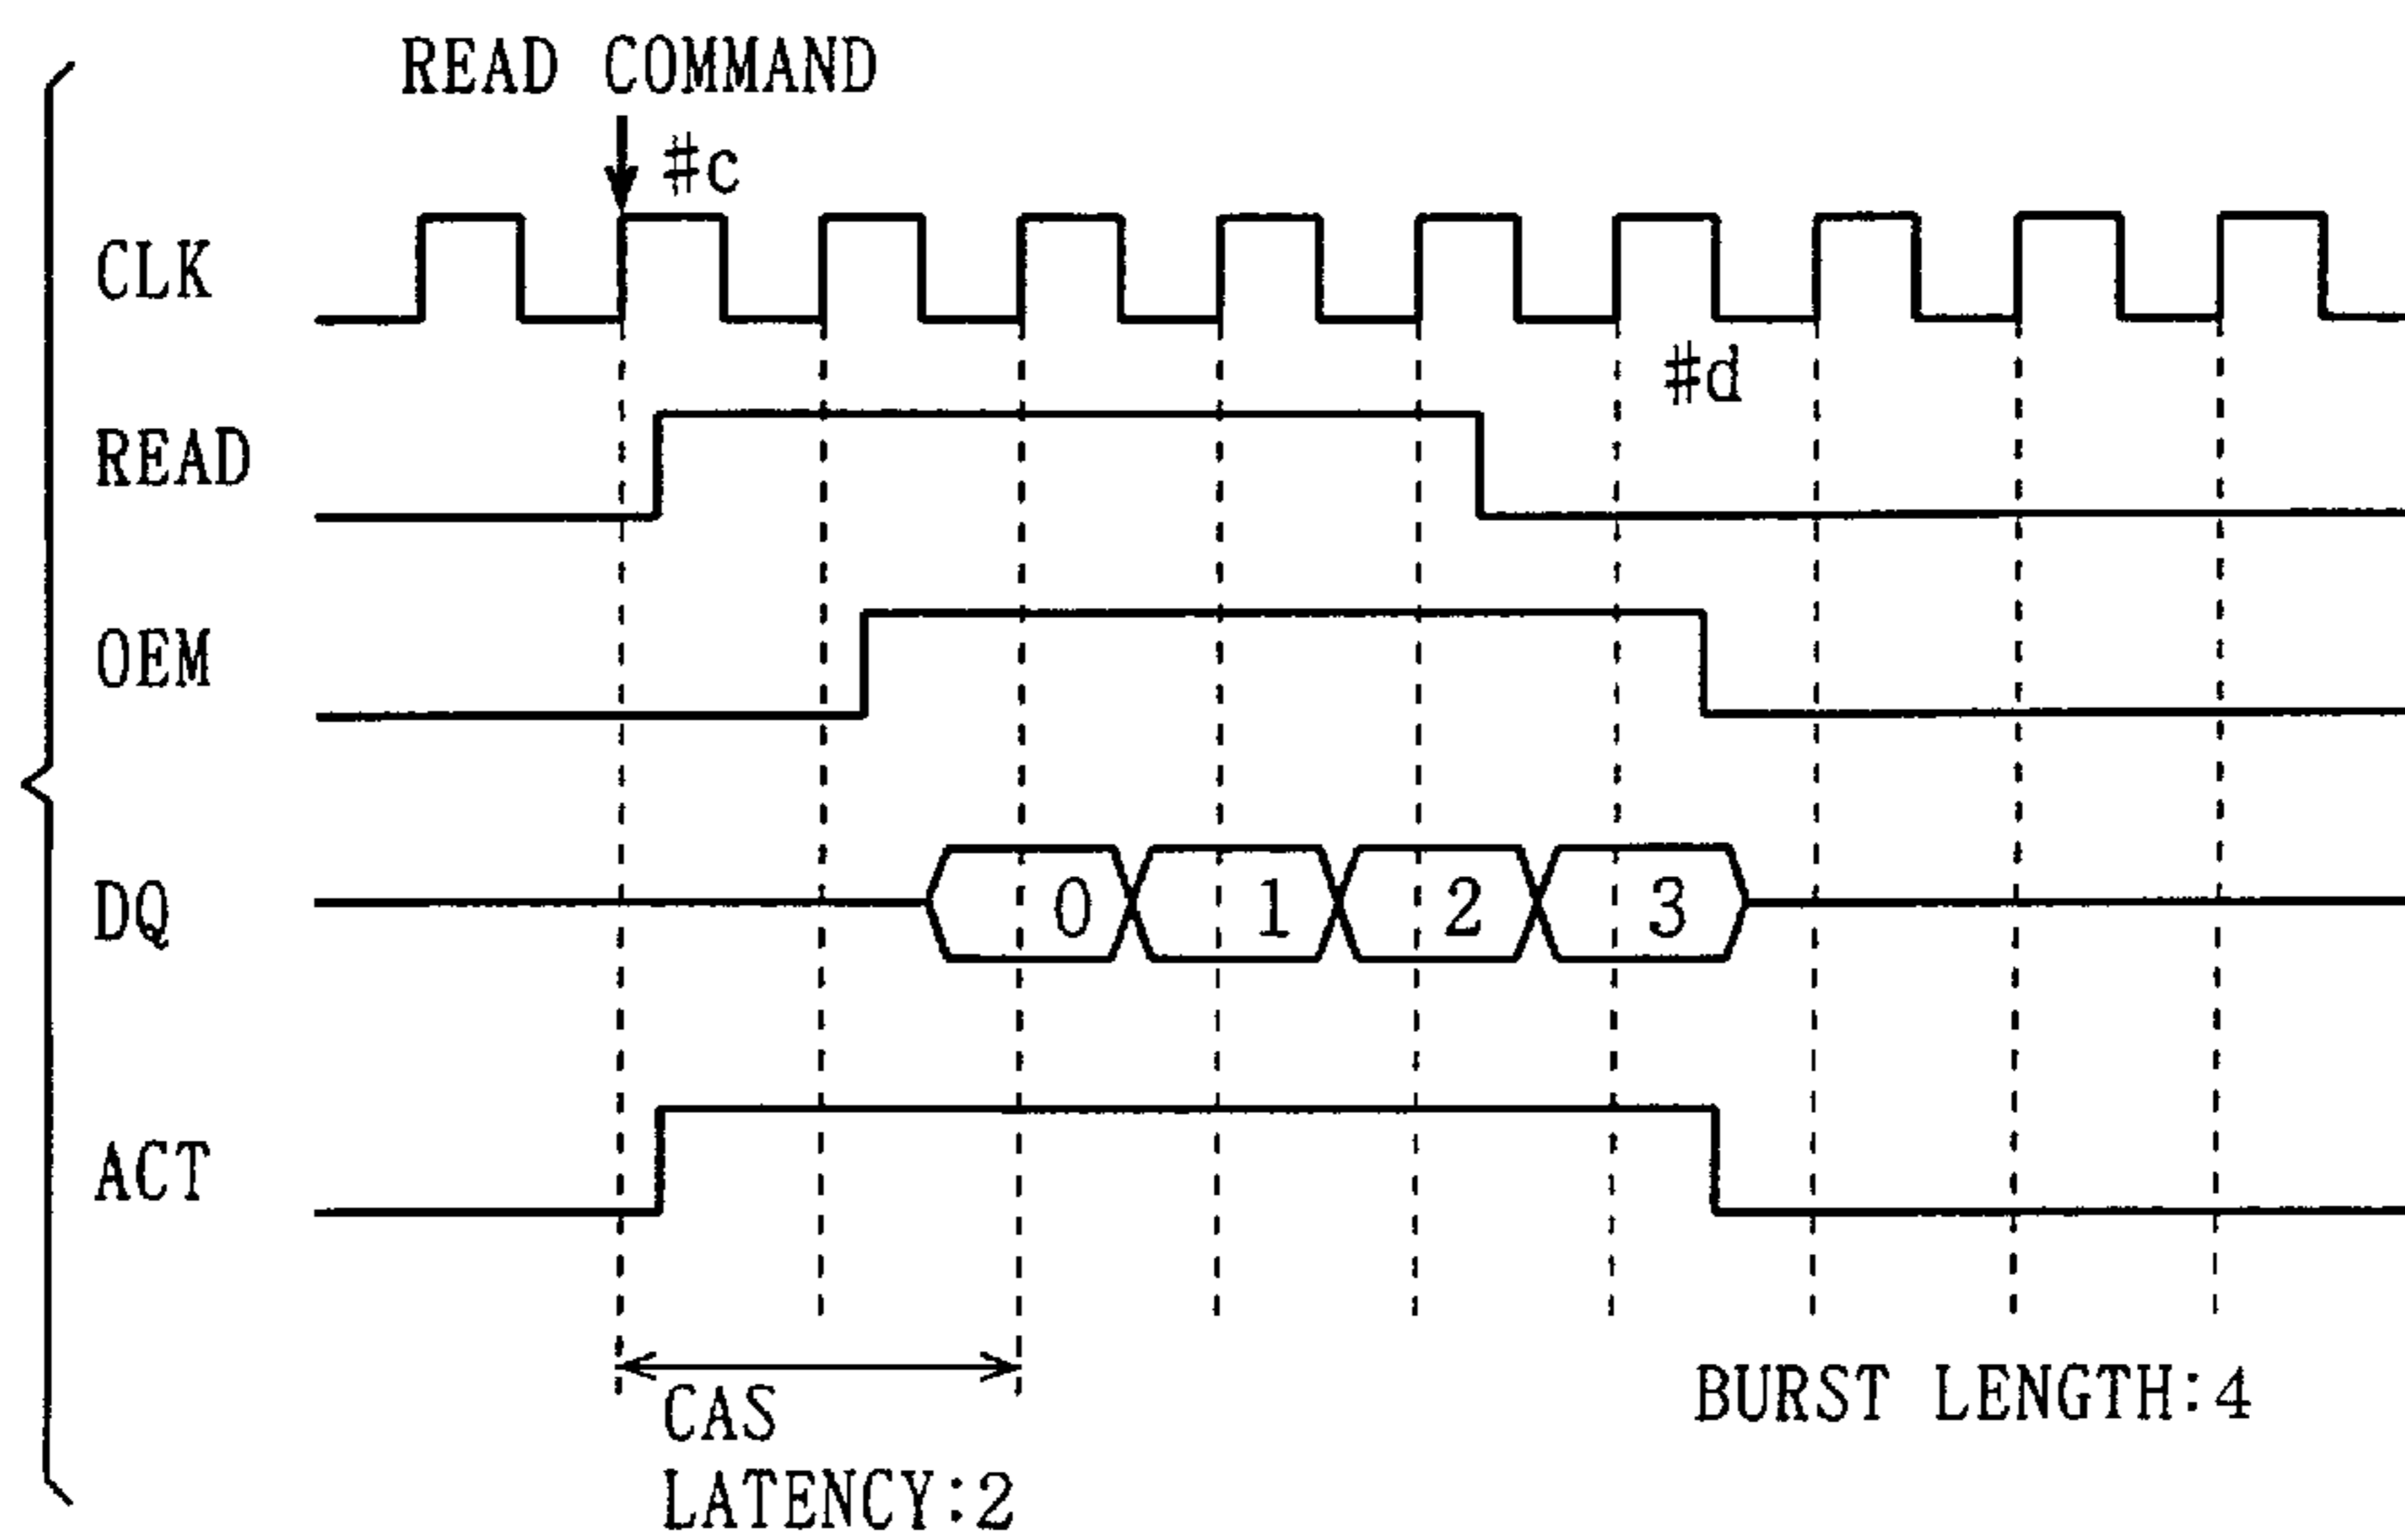 READ COMMAND
#c
CLK
#d
READ
OEM
DQ 0 1 2 3
ACT
CAS
LATENCY:2
BURST LENGTH:4